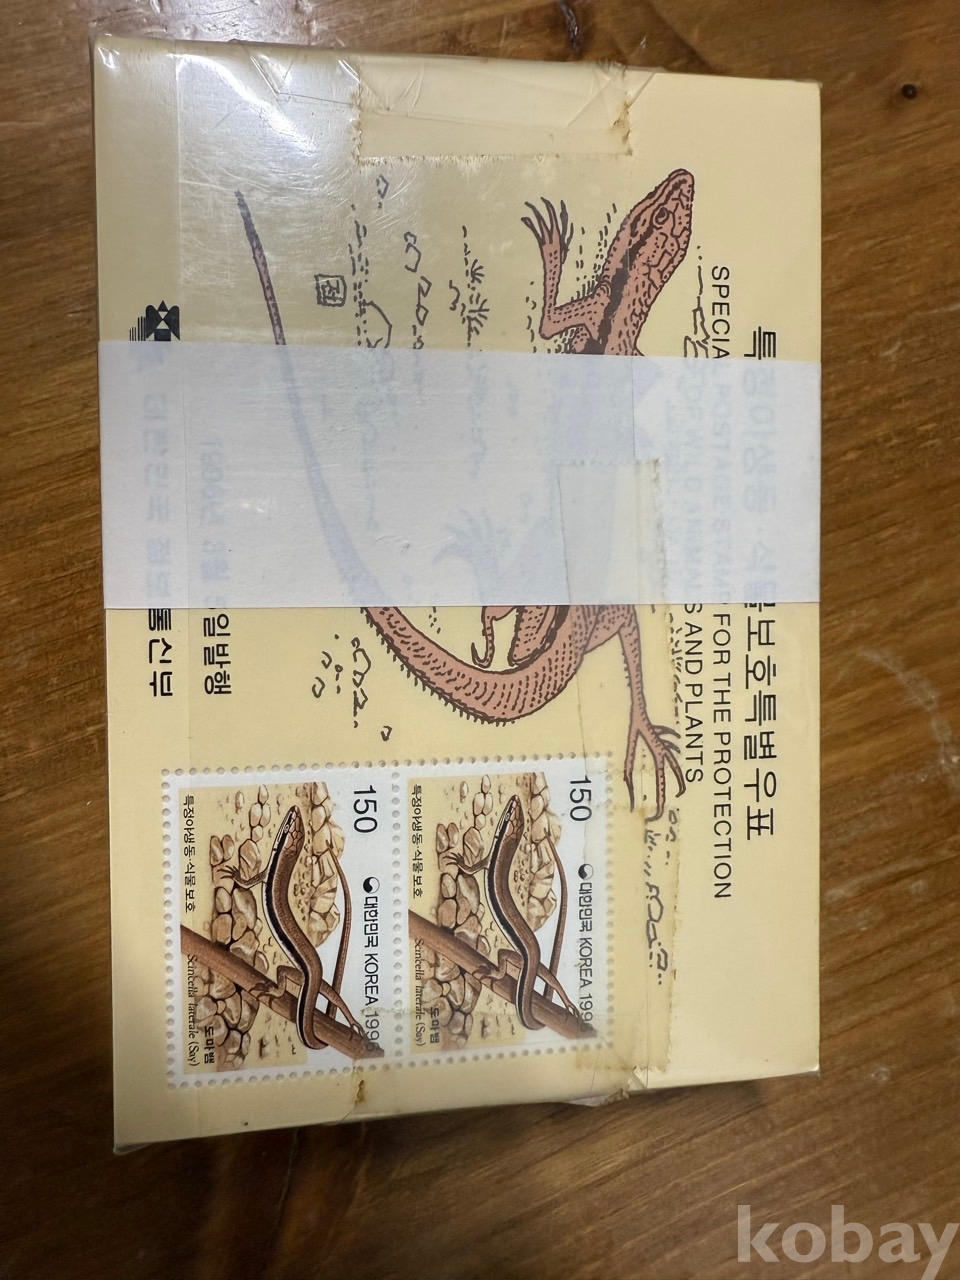 특정야생동·식물보호특별우표
SPECIAL POSTAGE STAMP FOR THE PROTECTION
OF WILD ANIMALS AND PLANTS
150
대한민국 KOREA 199
특정야생동·식물 보호
도마뱀
Scincella laterale (Say)
150
대한민국 KOREA 1996
특정야생동·식물 보호
도마뱀
Scincella laterale (Say)
1996년 3월 5일발행
대한민국 정보통신부
kobay